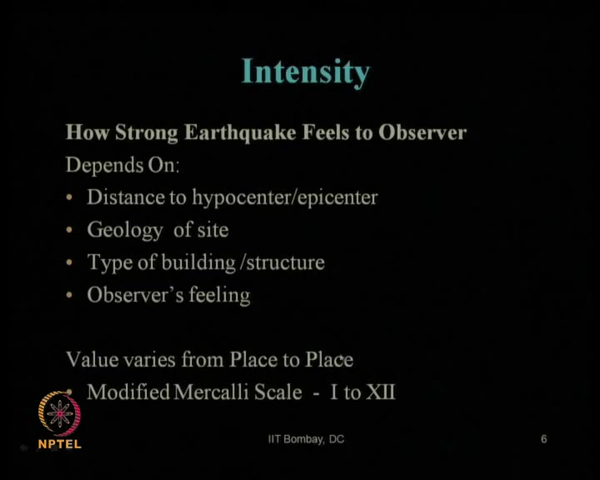 Intensity
How Strong Earthquake Feels to Observer
Depends On:
• Distance to hypocenter/epicenter
• Geology of site
• Type of building /structure
• Observer's feeling
Value varies from Place to Place
• Modified Mercalli Scale - I to XII
NPTEL
IIT Bombay, DC
6